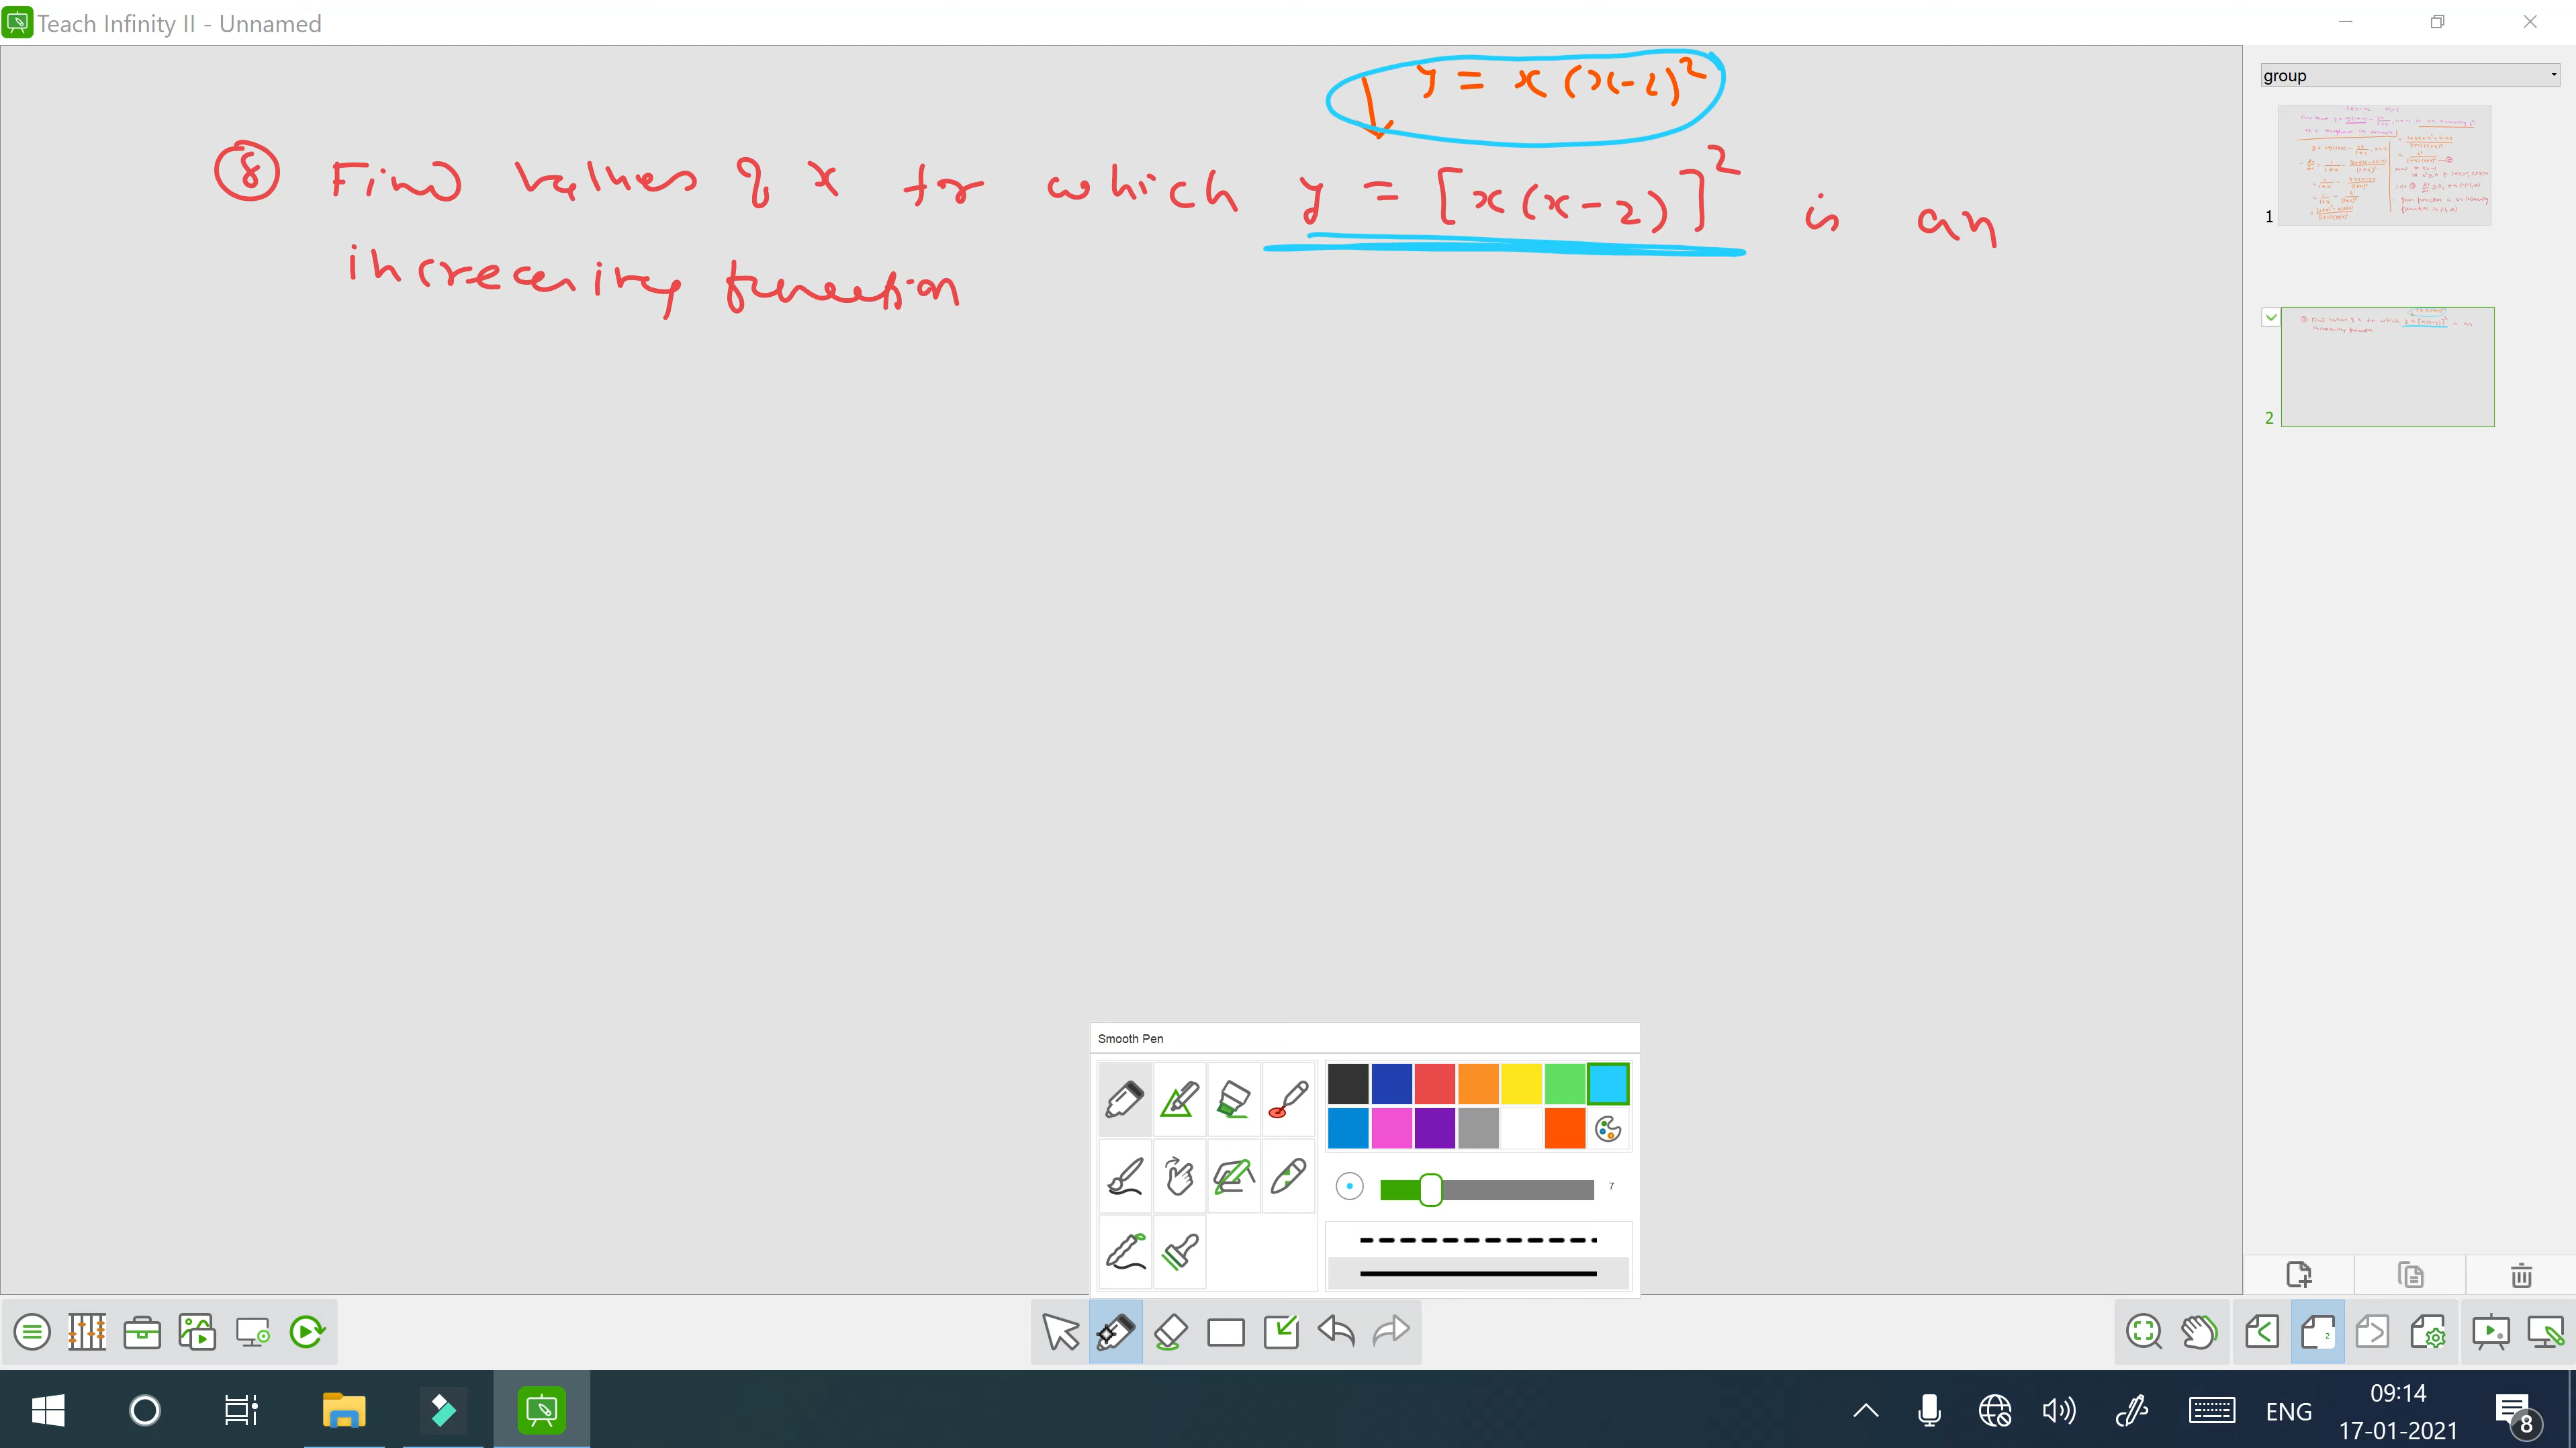 Teach Infinity II - Unnamed
group
y = x(x-2)²
⑧ Find values of x for which y = [x(x-2)]² is an
increasing function
1
2
Smooth Pen
7
2
ENG
09:14
17-01-2021
8